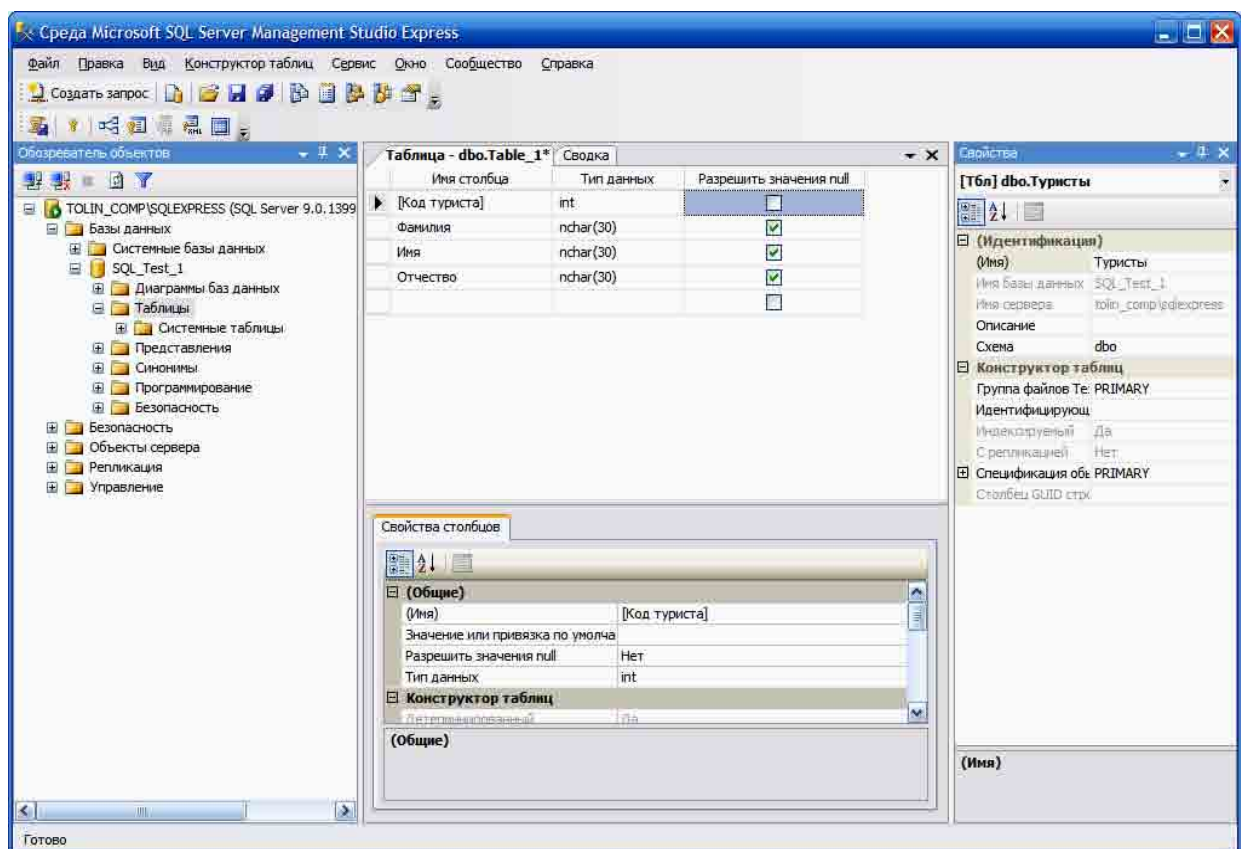 Среда Microsoft SQL Server Management Studio Express
Файл Правка Вид Конструктор таблиц Сервис Окно Сообщество Справка
Создать запрос
Обозреватель объектов
TOLIN_COMP\SQLEXPRESS (SQL Server 9.0.1399
Базы данных
Системные базы данных
SQL_Test_1
Диаграммы баз данных
Таблицы
Системные таблицы
Представления
Синонимы
Программирование
Безопасность
Безопасность
Объекты сервера
Репликация
Управление
Таблица - dbo.Table_1* Сводка
Имя столбца Тип данных Разрешить значения null
[Код туриста] int
Фамилия nchar(30)
Имя nchar(30)
Отчество nchar(30)
Свойства столбцов
(Общие)
(Имя) [Код туриста]
Значение или привязка по умолча
Разрешить значения null Нет
Тип данных int
Конструктор таблиц
Детерминированный Да
(Общие)
Свойства
[Тбл] dbo.Туристы
(Идентификация)
(Имя) Туристы
Имя базы данных SQL_Test_1
Имя сервера tolin_comp\sqlexpress
Описание
Схема dbo
Конструктор таблиц
Группа файлов Te: PRIMARY
Идентифицирующ
Индексируемый Да
С репликацией Нет
Спецификация обь PRIMARY
Столбец GUID стрс
(Имя)
Готово